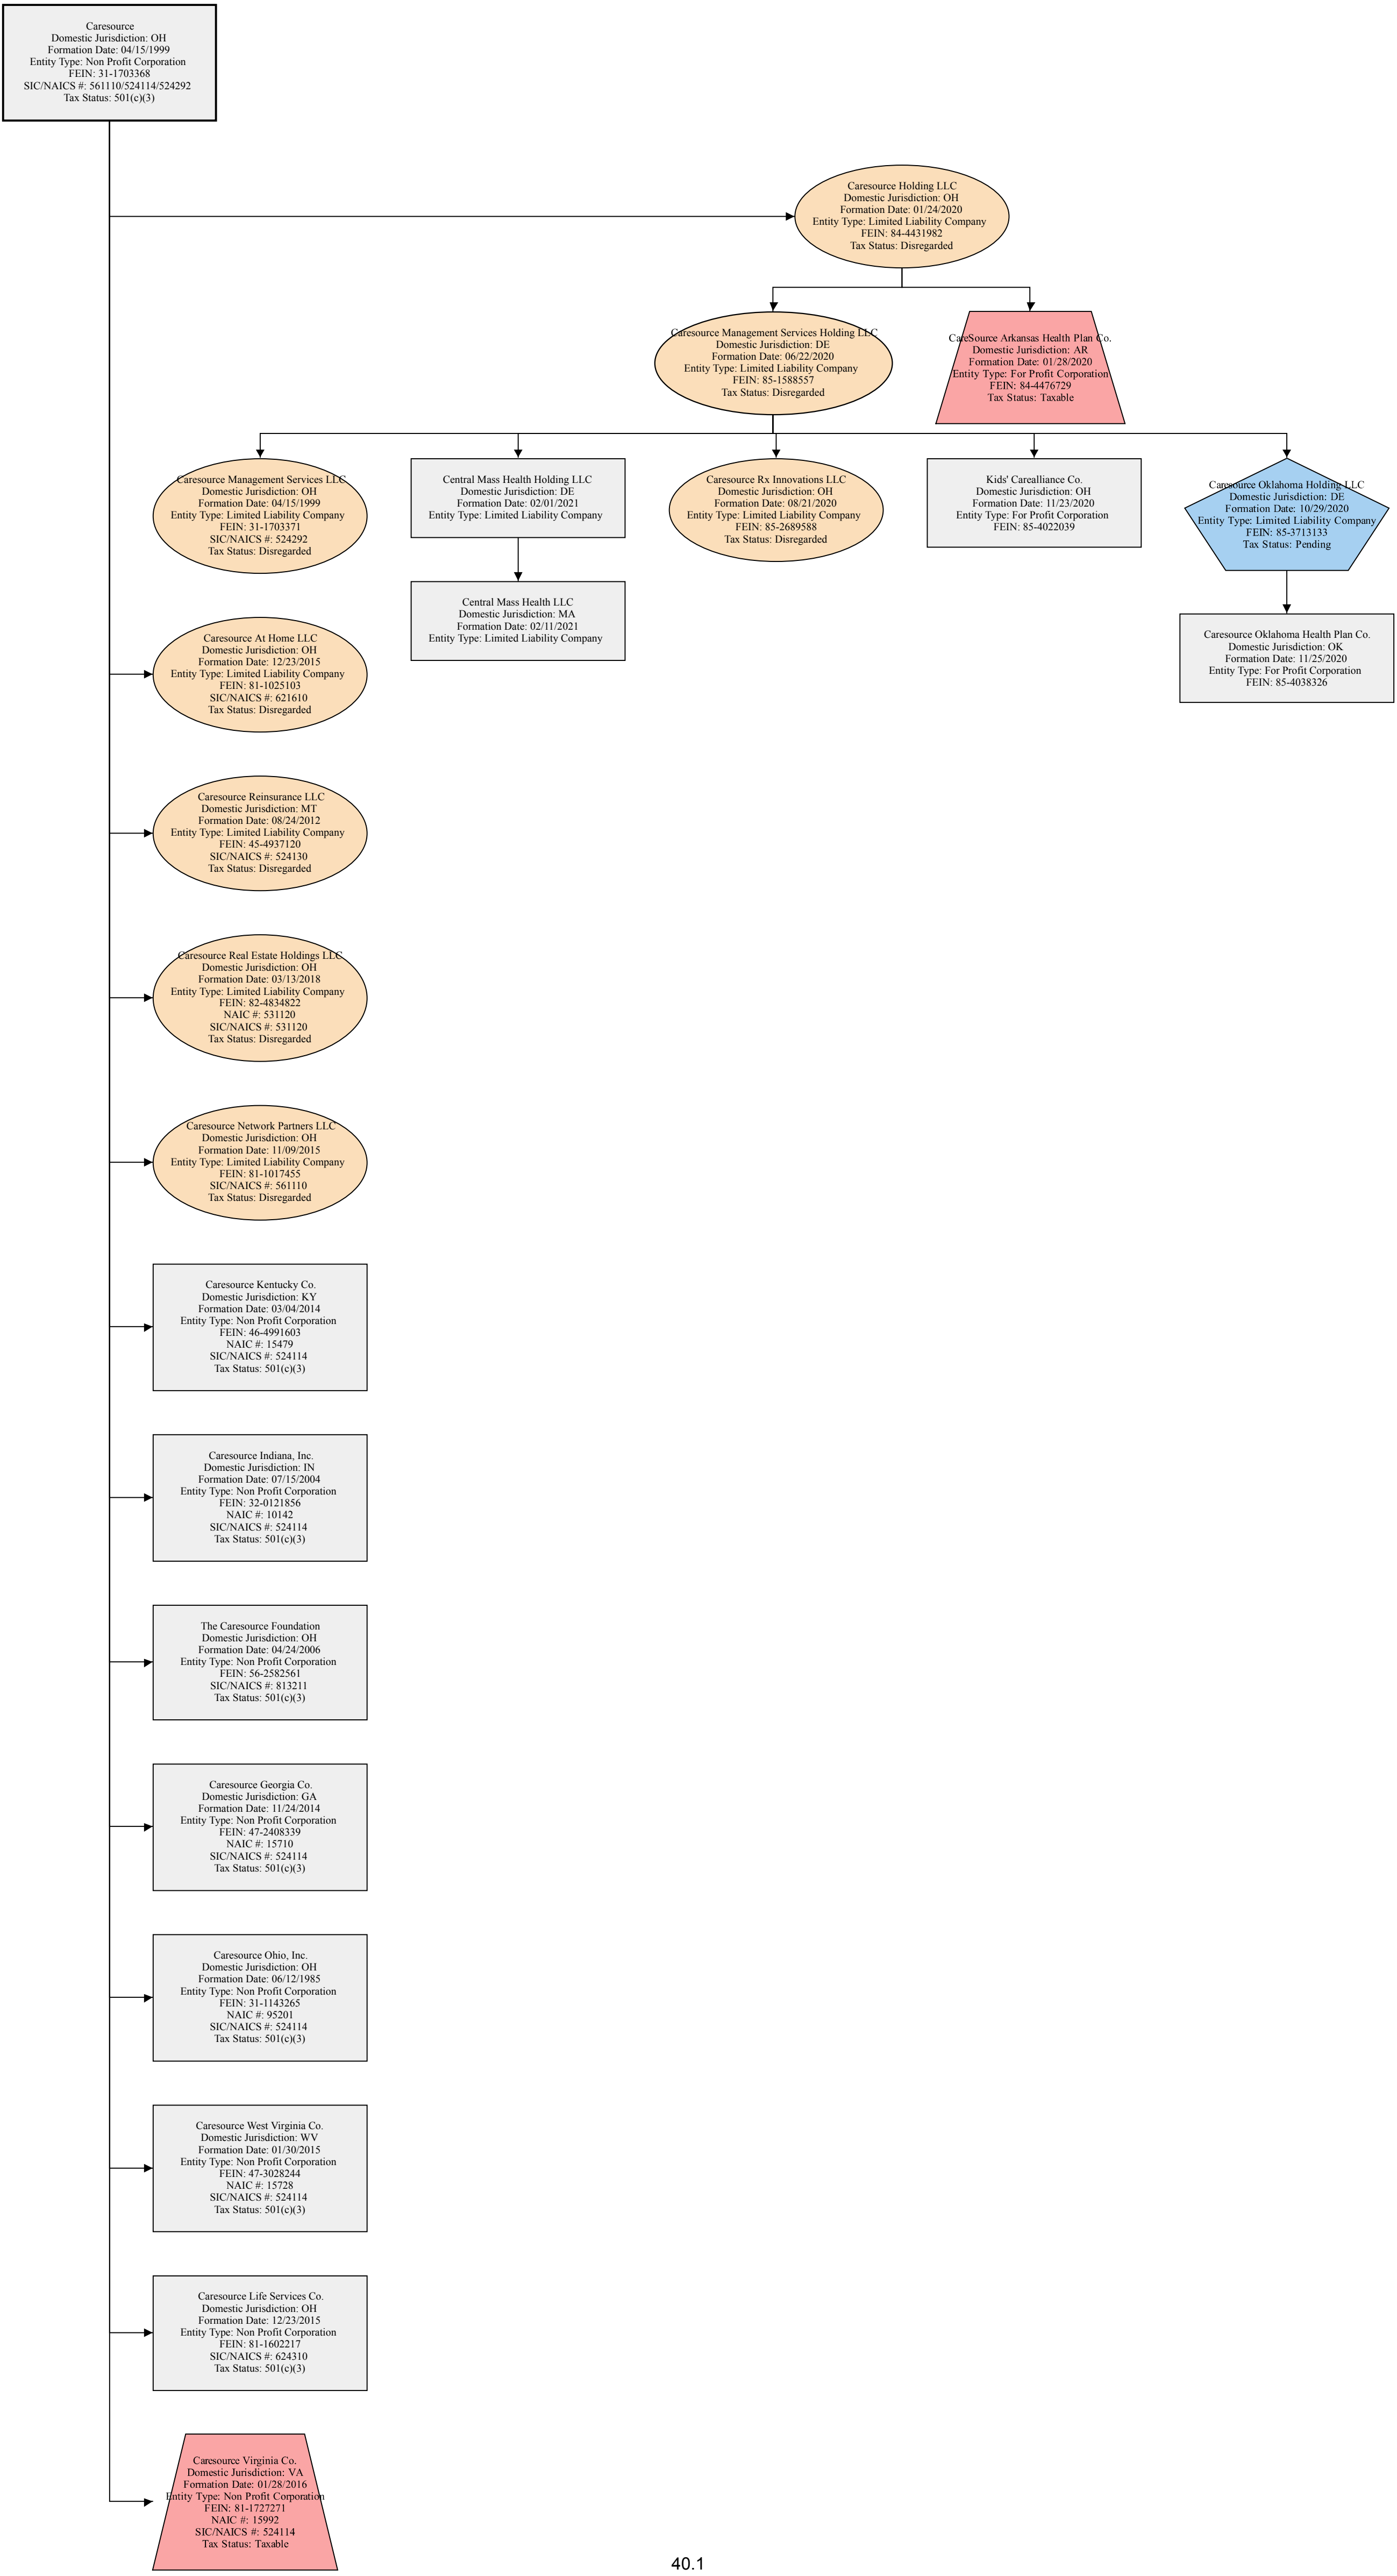 Caresource
Domestic Jurisdiction: OH
Formation Date: 04/15/1999
Entity Type: Non Profit Corporation
FEIN: 31-1703368
SIC/NAICS #: 561110/524114/524292
Tax Status: 501(c)(3)
Caresource Holding LLC
Domestic Jurisdiction: OH
Formation Date: 01/24/2020
Entity Type: Limited Liability Company
FEIN: 84-4431982
Tax Status: Disregarded
Caresource Management Services Holding LLC
Domestic Jurisdiction: DE
Formation Date: 06/22/2020
Entity Type: Limited Liability Company
FEIN: 85-1588557
Tax Status: Disregarded
CareSource Arkansas Health Plan Co.
Domestic Jurisdiction: AR
Formation Date: 01/28/2020
Entity Type: For Profit Corporation
FEIN: 84-4476729
Tax Status: Taxable
Caresource Management Services LLC
Domestic Jurisdiction: OH
Formation Date: 04/15/1999
Entity Type: Limited Liability Company
FEIN: 31-1703371
SIC/NAICS #: 524292
Tax Status: Disregarded
Central Mass Health Holding LLC
Domestic Jurisdiction: DE
Formation Date: 02/01/2021
Entity Type: Limited Liability Company
Caresource Rx Innovations LLC
Domestic Jurisdiction: OH
Formation Date: 08/21/2020
Entity Type: Limited Liability Company
FEIN: 85-2689588
Tax Status: Disregarded
Kids' Carealliance Co.
Domestic Jurisdiction: OH
Formation Date: 11/23/2020
Entity Type: For Profit Corporation
FEIN: 85-4022039
Caresource Oklahoma Holding LLC
Domestic Jurisdiction: DE
Formation Date: 10/29/2020
Entity Type: Limited Liability Company
FEIN: 85-3713133
Tax Status: Pending
Central Mass Health LLC
Domestic Jurisdiction: MA
Formation Date: 02/11/2021
Entity Type: Limited Liability Company
Caresource Oklahoma Health Plan Co.
Domestic Jurisdiction: OK
Formation Date: 11/25/2020
Entity Type: For Profit Corporation
FEIN: 85-4038326
Caresource At Home LLC
Domestic Jurisdiction: OH
Formation Date: 12/23/2015
Entity Type: Limited Liability Company
FEIN: 81-1025103
SIC/NAICS #: 621610
Tax Status: Disregarded
Caresource Reinsurance LLC
Domestic Jurisdiction: MT
Formation Date: 08/24/2012
Entity Type: Limited Liability Company
FEIN: 45-4937120
SIC/NAICS #: 524130
Tax Status: Disregarded
Caresource Real Estate Holdings LLC
Domestic Jurisdiction: OH
Formation Date: 03/13/2018
Entity Type: Limited Liability Company
FEIN: 82-4834822
NAIC #: 531120
SIC/NAICS #: 531120
Tax Status: Disregarded
Caresource Network Partners LLC
Domestic Jurisdiction: OH
Formation Date: 11/09/2015
Entity Type: Limited Liability Company
FEIN: 81-1017455
SIC/NAICS #: 561110
Tax Status: Disregarded
Caresource Kentucky Co.
Domestic Jurisdiction: KY
Formation Date: 03/04/2014
Entity Type: Non Profit Corporation
FEIN: 46-4991603
NAIC #: 15479
SIC/NAICS #: 524114
Tax Status: 501(c)(3)
Caresource Indiana, Inc.
Domestic Jurisdiction: IN
Formation Date: 07/15/2004
Entity Type: Non Profit Corporation
FEIN: 32-0121856
NAIC #: 10142
SIC/NAICS #: 524114
Tax Status: 501(c)(3)
The Caresource Foundation
Domestic Jurisdiction: OH
Formation Date: 04/24/2006
Entity Type: Non Profit Corporation
FEIN: 56-2582561
SIC/NAICS #: 813211
Tax Status: 501(c)(3)
Caresource Georgia Co.
Domestic Jurisdiction: GA
Formation Date: 11/24/2014
Entity Type: Non Profit Corporation
FEIN: 47-2408339
NAIC #: 15710
SIC/NAICS #: 524114
Tax Status: 501(c)(3)
Caresource Ohio, Inc.
Domestic Jurisdiction: OH
Formation Date: 06/12/1985
Entity Type: Non Profit Corporation
FEIN: 31-1143265
NAIC #: 95201
SIC/NAICS #: 524114
Tax Status: 501(c)(3)
Caresource West Virginia Co.
Domestic Jurisdiction: WV
Formation Date: 01/30/2015
Entity Type: Non Profit Corporation
FEIN: 47-3028244
NAIC #: 15728
SIC/NAICS #: 524114
Tax Status: 501(c)(3)
Caresource Life Services Co.
Domestic Jurisdiction: OH
Formation Date: 12/23/2015
Entity Type: Non Profit Corporation
FEIN: 81-1602217
SIC/NAICS #: 624310
Tax Status: 501(c)(3)
Caresource Virginia Co.
Domestic Jurisdiction: VA
Formation Date: 01/28/2016
Entity Type: Non Profit Corporation
FEIN: 81-1727271
NAIC #: 15992
SIC/NAICS #: 524114
Tax Status: Taxable
40.1